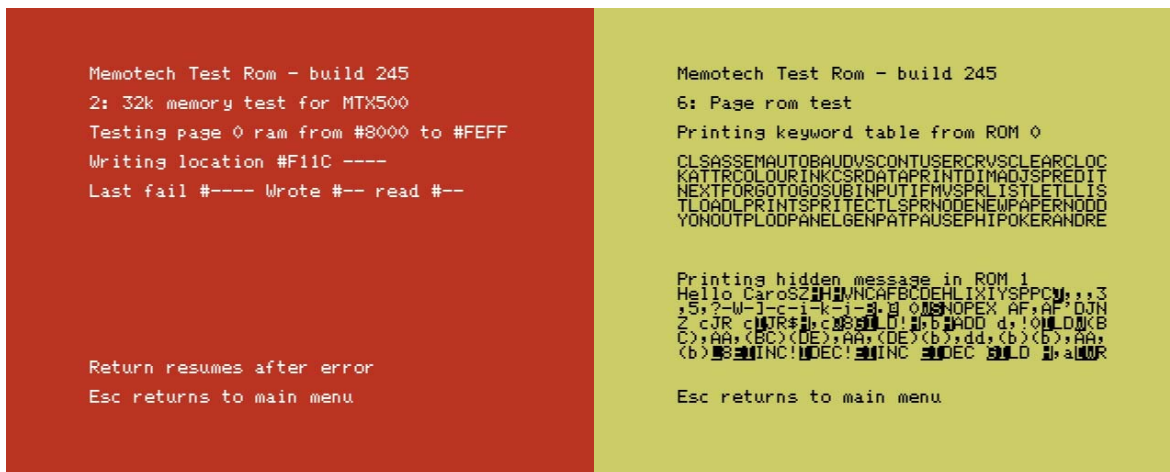 Memotech Test Rom - build 245
2: 32k memory test for MTX500
Testing page 0 ram from #8000 to #FEFF
Writing location #F11C ----
Last fail #---- Wrote #-- read #--
Return resumes after error
Esc returns to main menu
Memotech Test Rom - build 245
6: Page rom test
Printing keyword table from ROM 0
CLSASSEMAUTOBAUDVSCONTUSERCRVSCLEARCLOC
KATTRCOLOURINKCSRDATAPRINTDIMADJSPREDIT
NEXTFORGOTOGOSUBINPUTIFMVSPRLISTLETLLIS
TLOADLPRINTSPRITECTLSPRNODENEWPAPERNODD
YONOUTPLODPANELGENPATPAUSEPHIPOKERANDRE
Printing hidden message in ROM 1
Hello CaroSZ
Esc returns to main menu